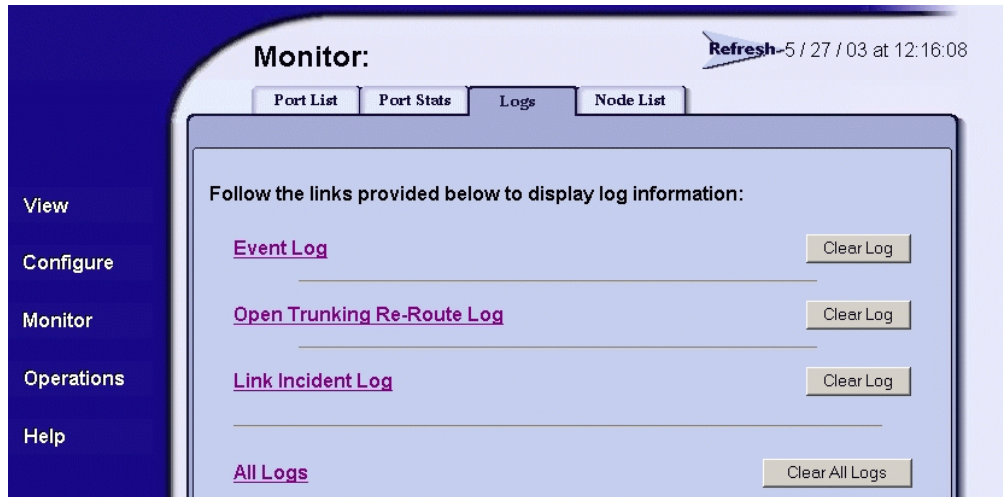 Monitor:
Refresh-5 / 27 / 03 at 12:16:08
Port List
Port Stats
Logs
Node List
View
Configure
Monitor
Operations
Help
Follow the links provided below to display log information:
Event Log
Clear Log
Open Trunking Re-Route Log
Clear Log
Link Incident Log
Clear Log
All Logs
Clear All Logs